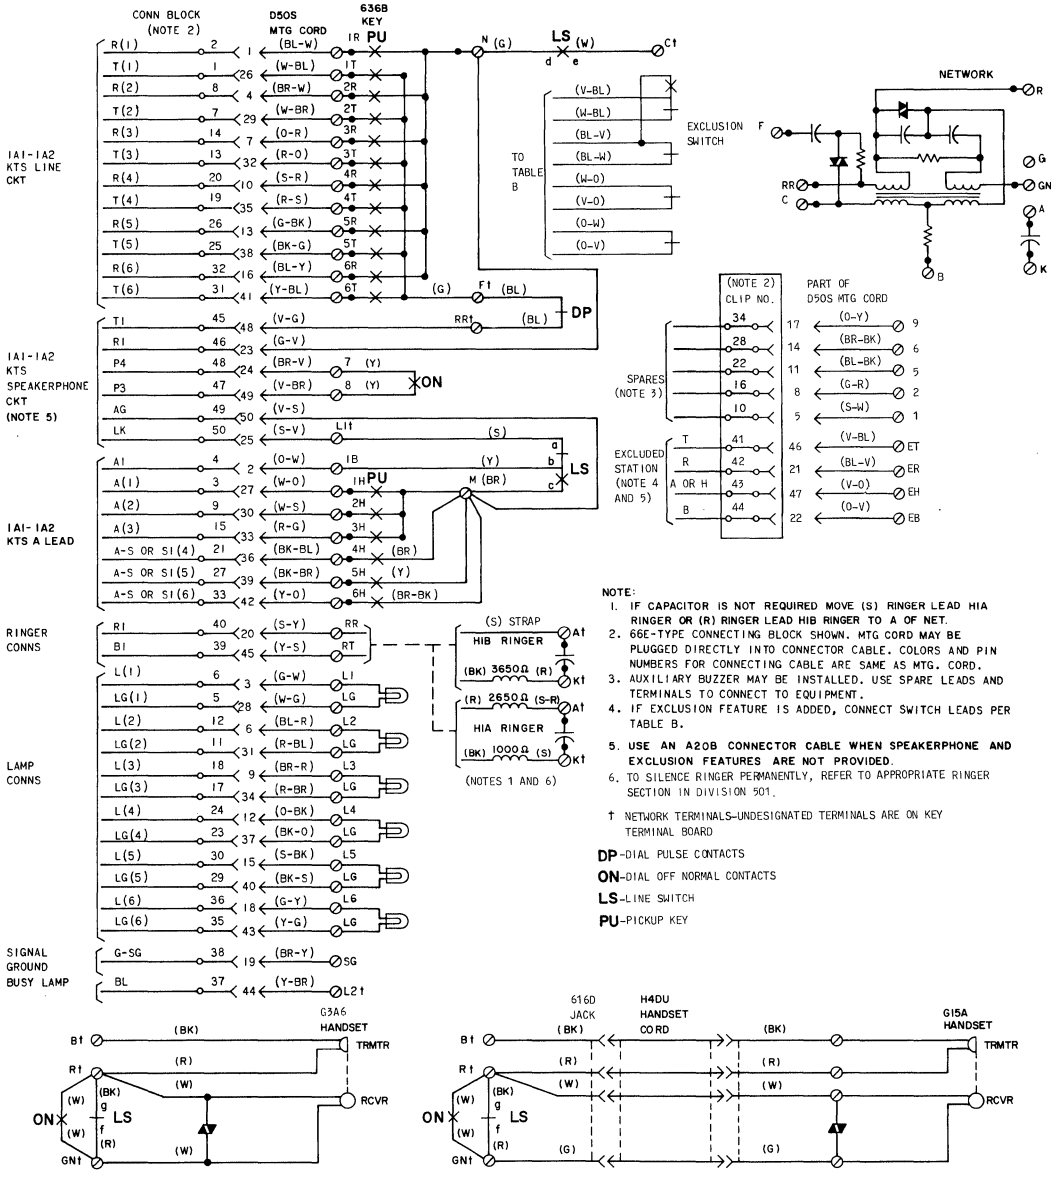 CONN BLOCK
(NOTE 2)
D50S
MTG CORD
636B
KEY
PU
1A1-1A2
KTS LINE
CKT
R(1) 2 1 (BL-W) 1R
T(1) 1 26 (W-BL) 1T
R(2) 8 4 (BR-W) 2R
T(2) 7 29 (W-BR) 2T
R(3) 14 7 (O-R) 3R
T(3) 13 32 (R-O) 3T
R(4) 20 10 (S-R) 4R
T(4) 19 35 (R-S) 4T
R(5) 26 13 (G-BK) 5R
T(5) 25 38 (BK-G) 5T
R(6) 32 16 (BL-Y) 6R
T(6) 31 41 (Y-BL) 6T (G) F† (BL)
N (G) LS (W) C†
d e
DP
1A1-1A2
KTS
SPEAKERPHONE
CKT
(NOTE 5)
T1 45 48 (V-G) RR† (BL)
R1 46 23 (G-V)
P4 48 24 (BR-V) 7 (Y)
ON
P3 47 49 (V-BR) 8 (Y)
AG 49 50 (V-S)
LK 50 25 (S-V) L1† (S)
a
b
c
LS
1A1-1A2
KTS A LEAD
A1 4 2 (O-W) 1B (Y)
A(1) 3 27 (W-O) 1H PU M (BR)
A(2) 9 30 (W-S) 2H
A(3) 15 33 (R-G) 3H
A-S OR S1(4) 21 36 (BK-BL) 4H (BR)
A-S OR S1(5) 27 39 (BK-BR) 5H (Y)
A-S OR S1(6) 33 42 (Y-O) 6H (BR-BK)
RINGER
CONNS
R1 40 20 (S-Y) RR
B1 39 45 (Y-S) RT
LAMP
CONNS
L(1) 6 3 (G-W) L1
LG(1) 5 28 (W-G) LG
L(2) 12 6 (BL-R) L2
LG(2) 11 31 (R-BL) LG
L(3) 18 9 (BR-R) L3
LG(3) 17 34 (R-BR) LG
L(4) 24 12 (O-BK) L4
LG(4) 23 37 (BK-O) LG
L(5) 30 15 (S-BK) L5
LG(5) 29 40 (BK-S) LG
L(6) 36 18 (G-Y) L6
LG(6) 35 43 (Y-G) LG
SIGNAL
GROUND
G-SG 38 19 (BR-Y) SG
BUSY LAMP
BL 37 44 (Y-BR) L2†
(S) STRAP
HIB RINGER
A†
(BK) 3650Ω (R) K†
(R) 2650Ω (S-R) A†
HIA RINGER
(BK) 1000Ω (S) K†
(NOTES 1 AND 6)
TO
TABLE
B
(V-BL)
(W-BL)
(BL-V)
(BL-W)
(W-O)
(V-O)
(O-W)
(O-V)
EXCLUSION
SWITCH
NETWORK
R
F
G
RR
GN
C
A
B
K
(NOTE 2)
CLIP NO.
PART OF
D50S MTG CORD
SPARES
(NOTE 3)
34 17 (O-Y) 9
28 14 (BR-BK) 6
22 11 (BL-BK) 5
16 8 (G-R) 2
10 5 (S-W) 1
EXCLUDED
STATION
(NOTE 4
AND 5)
T 41 46 (V-BL) ET
R 42 21 (BL-V) ER
A OR H 43 47 (V-O) EH
B 44 22 (O-V) EB
NOTE:
1. IF CAPACITOR IS NOT REQUIRED MOVE (S) RINGER LEAD HIA
RINGER OR (R) RINGER LEAD HIB RINGER TO A OF NET.
2. 66E-TYPE CONNECTING BLOCK SHOWN. MTG CORD MAY BE
PLUGGED DIRECTLY INTO CONNECTOR CABLE. COLORS AND PIN
NUMBERS FOR CONNECTING CABLE ARE SAME AS MTG. CORD.
3. AUXILIARY BUZZER MAY BE INSTALLED. USE SPARE LEADS AND
TERMINALS TO CONNECT TO EQUIPMENT.
4. IF EXCLUSION FEATURE IS ADDED, CONNECT SWITCH LEADS PER
TABLE B.
5. USE AN A20B CONNECTOR CABLE WHEN SPEAKERPHONE AND
EXCLUSION FEATURES ARE NOT PROVIDED.
6. TO SILENCE RINGER PERMANENTLY, REFER TO APPROPRIATE RINGER
SECTION IN DIVISION 501.
† NETWORK TERMINALS-UNDESIGNATED TERMINALS ARE ON KEY
TERMINAL BOARD
DP-DIAL PULSE CONTACTS
ON-DIAL OFF NORMAL CONTACTS
LS-LINE SWITCH
PU-PICKUP KEY
G3A6
HANDSET
B† (BK) TRMTR
R† (R)
(W)
RCVR
(W) (BK)
g
ON LS
f
(W) (R)
(W)
GN†
616D
JACK
H4DU
HANDSET
CORD
G15A
HANDSET
B† (BK) (BK) TRMTR
R† (R) (R)
(W) (W)
RCVR
(W) (BK)
g
ON LS
f
(W) (R)
GN† (G) (G)